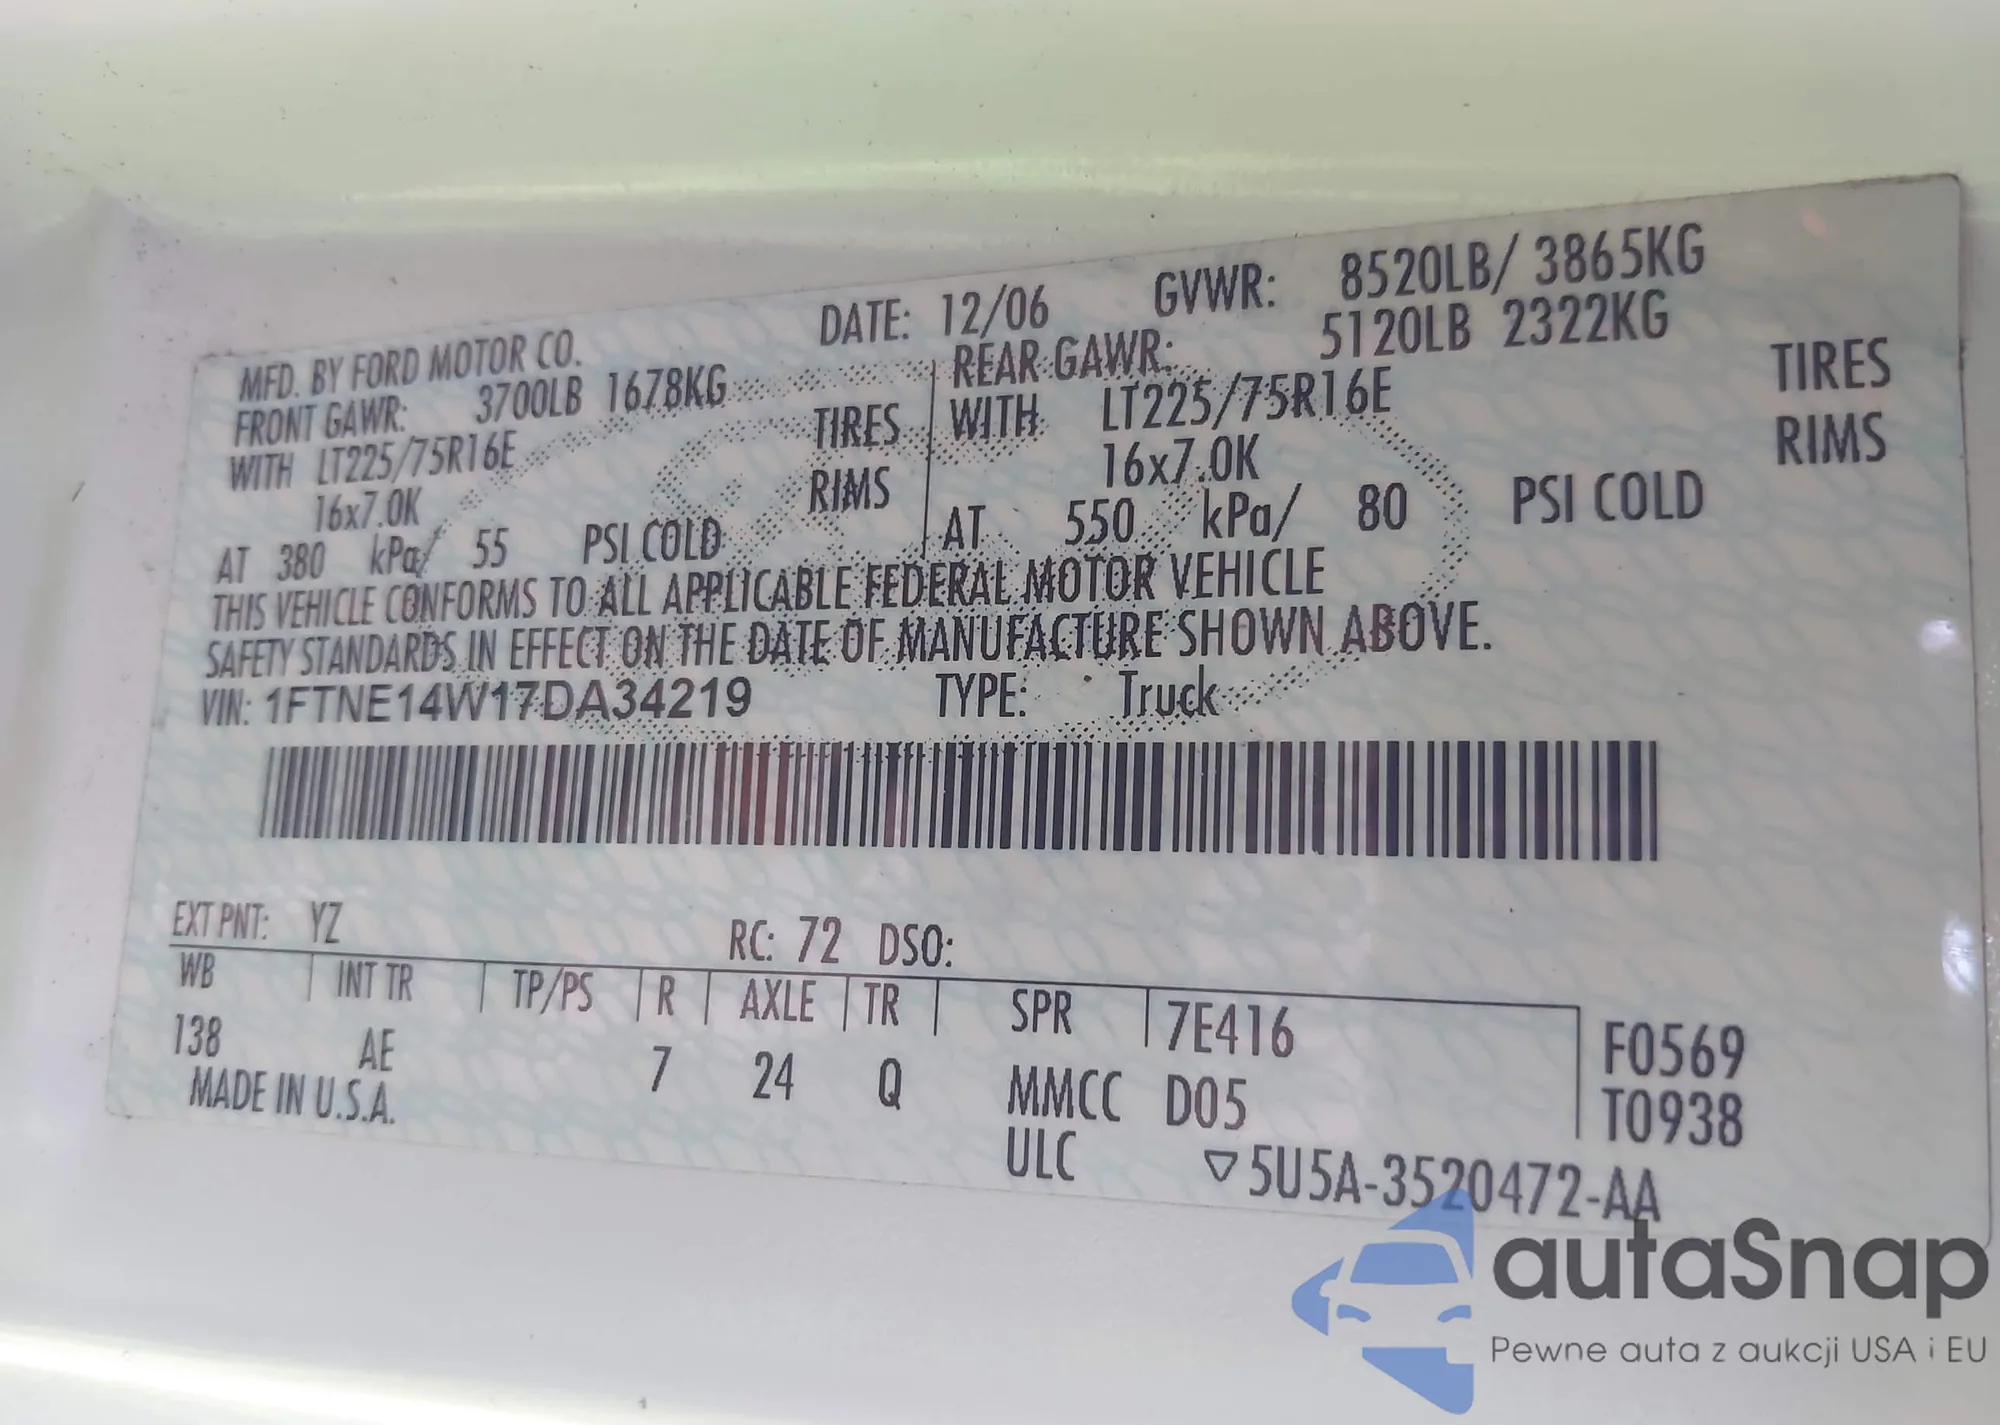 MFD. BY FORD MOTOR CO. DATE: 12/06 GVWR: 8520LB/ 3865KG
FRONT GAWR: 3700LB 1678KG REAR GAWR: 5120LB 2322KG
WITH LT225/75R16E TIRES WITH LT225/75R16E TIRES
16x7.0K RIMS 16x7.0K RIMS
AT 380 kPa/ 55 PSI COLD AT 550 kPa/ 80 PSI COLD
THIS VEHICLE CONFORMS TO ALL APPLICABLE FEDERAL MOTOR VEHICLE
SAFETY STANDARDS IN EFFECT ON THE DATE OF MANUFACTURE SHOWN ABOVE.
VIN: 1FTNE14W17DA34219 TYPE: Truck
EXT PNT: YZ RC: 72 DSO:
WB INT TR TP/PS R AXLE TR SPR 7E416 F0569
138 AE 7 24 Q MMCC D05 T0938
MADE IN U.S.A. ULC ▽5U5A-3520472-AA
autaSnap
Pewne auta z aukcji USA i EU